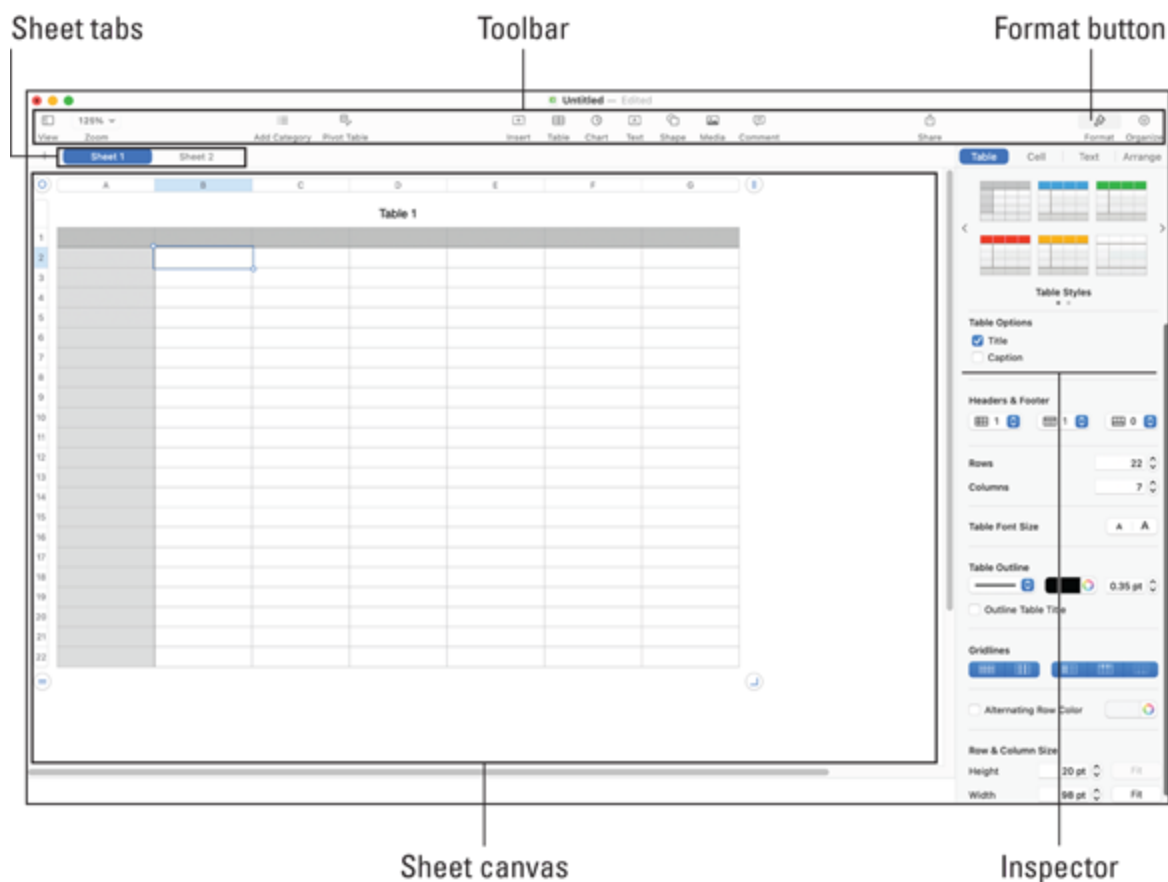 Sheet tabs Toolbar Format button
Untitled — Edited
125%
View Zoom Add Category Pivot Table Insert Table Chart Text Shape Media Comment Share Format Organize
+ Sheet 1 Sheet 2 Table Cell Text Arrange
A B C D E F G
Table 1
1
2
3
4
5
6
7
8
9
10
11
12
13
14
15
16
17
18
19
20
21
22
Table Styles
Table Options
Title
Caption
Headers & Footer
1 1 0
Rows 22
Columns 7
Table Font Size A A
Table Outline
0.35 pt
Outline Table Title
Gridlines
Alternating Row Color
Row & Column Size
Height 20 pt Fit
Width 98 pt Fit
Sheet canvas Inspector